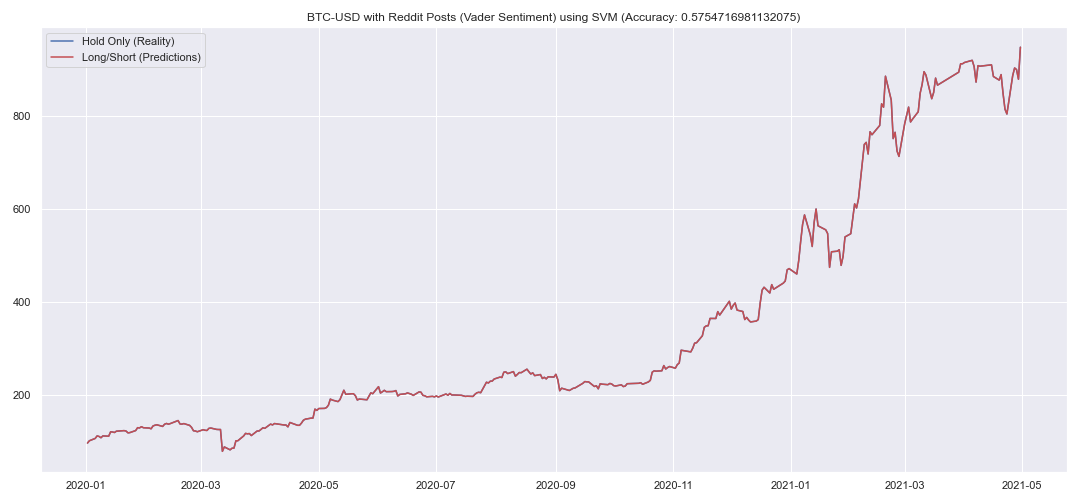 BTC-USD with Reddit Posts (Vader Sentiment) using SVM (Accuracy: 0.5754716981132075)
Hold Only (Reality)
Long/Short (Predictions)
800
600
400
200
2020-01 2020-03 2020-05 2020-07 2020-09 2020-11 2021-01 2021-03 2021-05